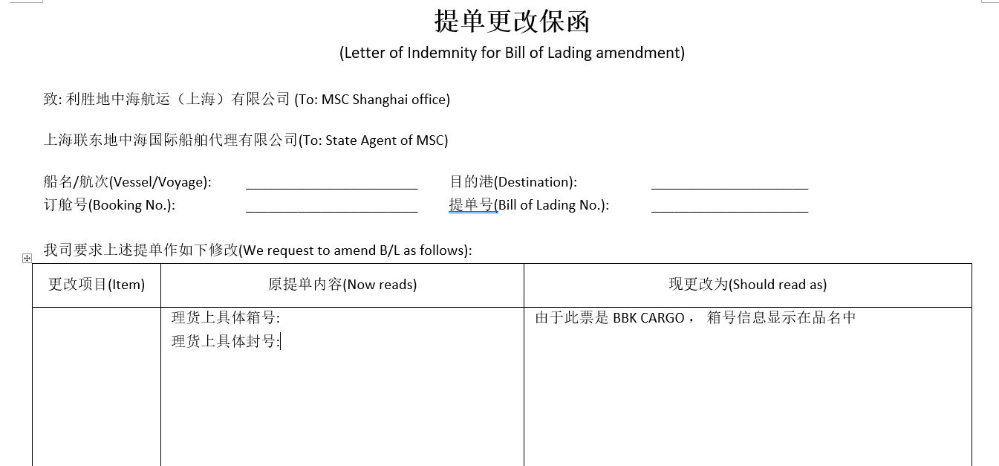 提单更改保函
(Letter of Indemnity for Bill of Lading amendment)
致: 利胜地中海航运（上海）有限公司 (To: MSC Shanghai office)
上海联东地中海国际船舶代理有限公司(To: State Agent of MSC)
船名/航次(Vessel/Voyage): ______________________ 目的港(Destination): ____________________
订舱号(Booking No.): ______________________ 提单号(Bill of Lading No.): ____________________
我司要求上述提单作如下修改(We request to amend B/L as follows):
更改项目(Item) 原提单内容(Now reads) 现更改为(Should read as)
理货上具体箱号: 由于此票是 BBK CARGO ， 箱号信息显示在品名中
理货上具体封号: